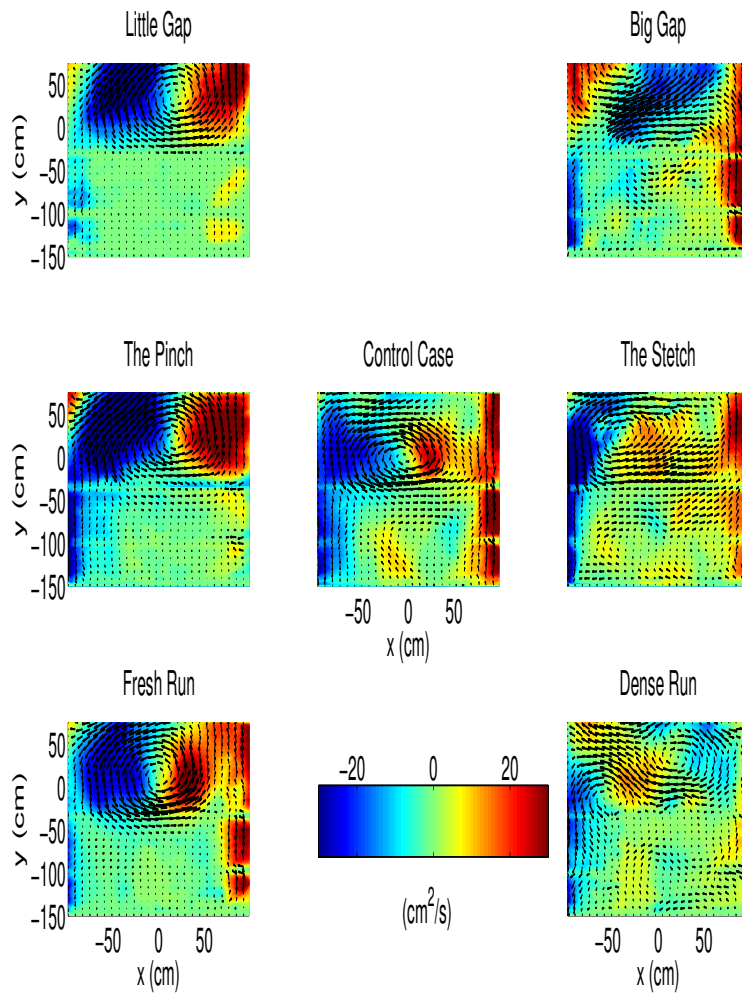 Little Gap
Big Gap
50
0
−50
−100
−150
y (cm)
The Pinch
Control Case
The Stetch
50
0
−50
−100
−150
y (cm)
−50 0 50
x (cm)
Fresh Run
Dense Run
50
0
−50
−100
−150
y (cm)
−50 0 50
x (cm)
−20 0 20
(cm²/s)
−50 0 50
x (cm)